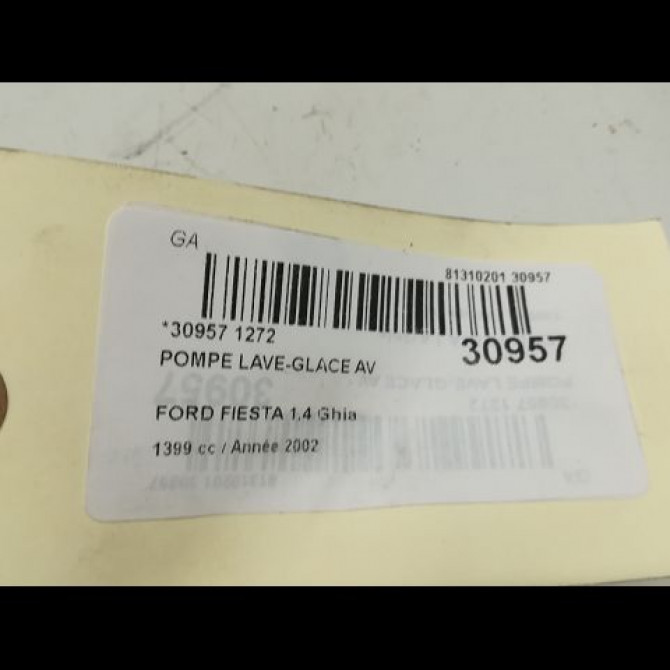 GA
81310201 30957
*30957 1272
30957
POMPE LAVE-GLACE AV
FORD FIESTA 1,4 Ghia
1399 cc / Année 2002